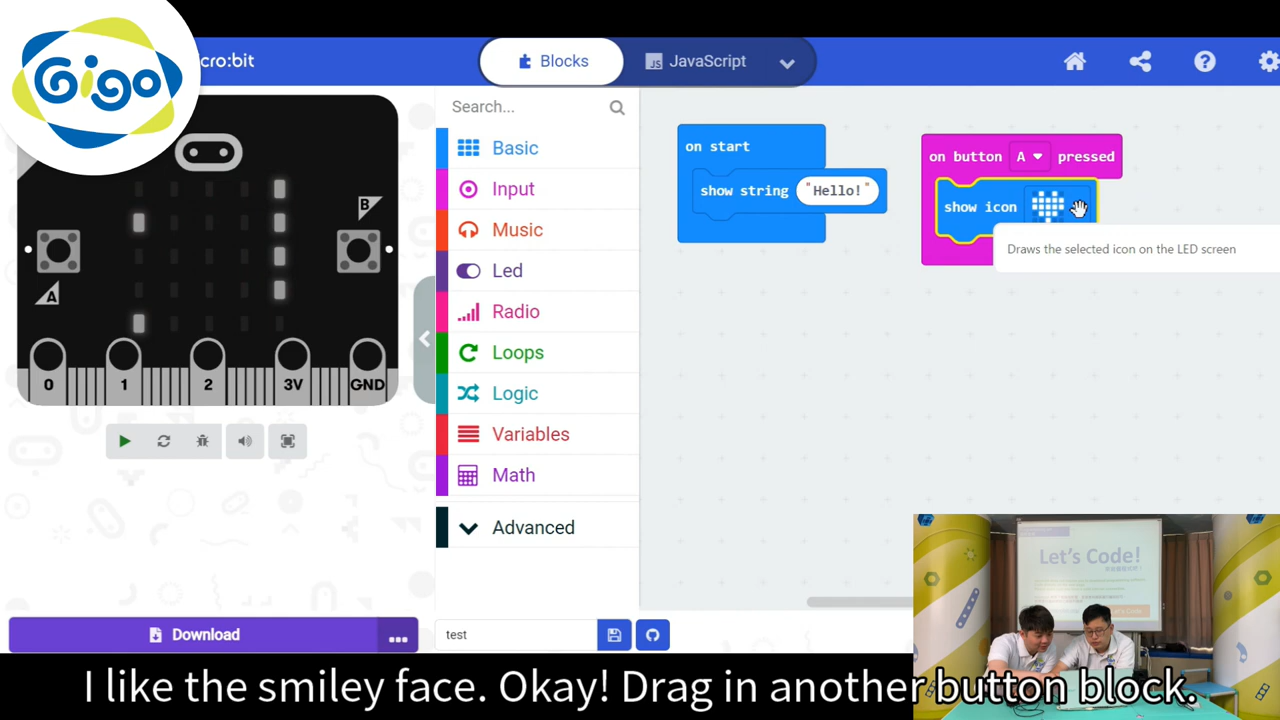 Gigo
cro:bit
Blocks
JavaScript
Search...
Basic
Input
Music
Led
Radio
Loops
Logic
Variables
Math
Advanced
on start
show string "Hello!"
on button A pressed
show icon
Draws the selected icon on the LED screen
B
A
0 1 2 3V GND
Download
...
test
Let's Code!
I like the smiley face. Okay! Drag in another button block.